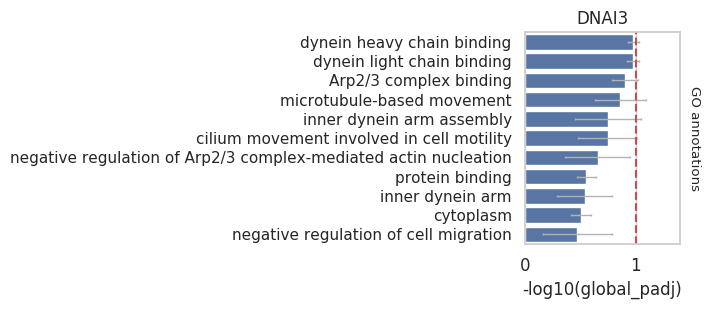 DNAI3
dynein heavy chain binding
dynein light chain binding
Arp2/3 complex binding
microtubule-based movement
inner dynein arm assembly
cilium movement involved in cell motility
negative regulation of Arp2/3 complex-mediated actin nucleation
protein binding
inner dynein arm
cytoplasm
negative regulation of cell migration
GO annotations
0 1
-log10(global_padj)